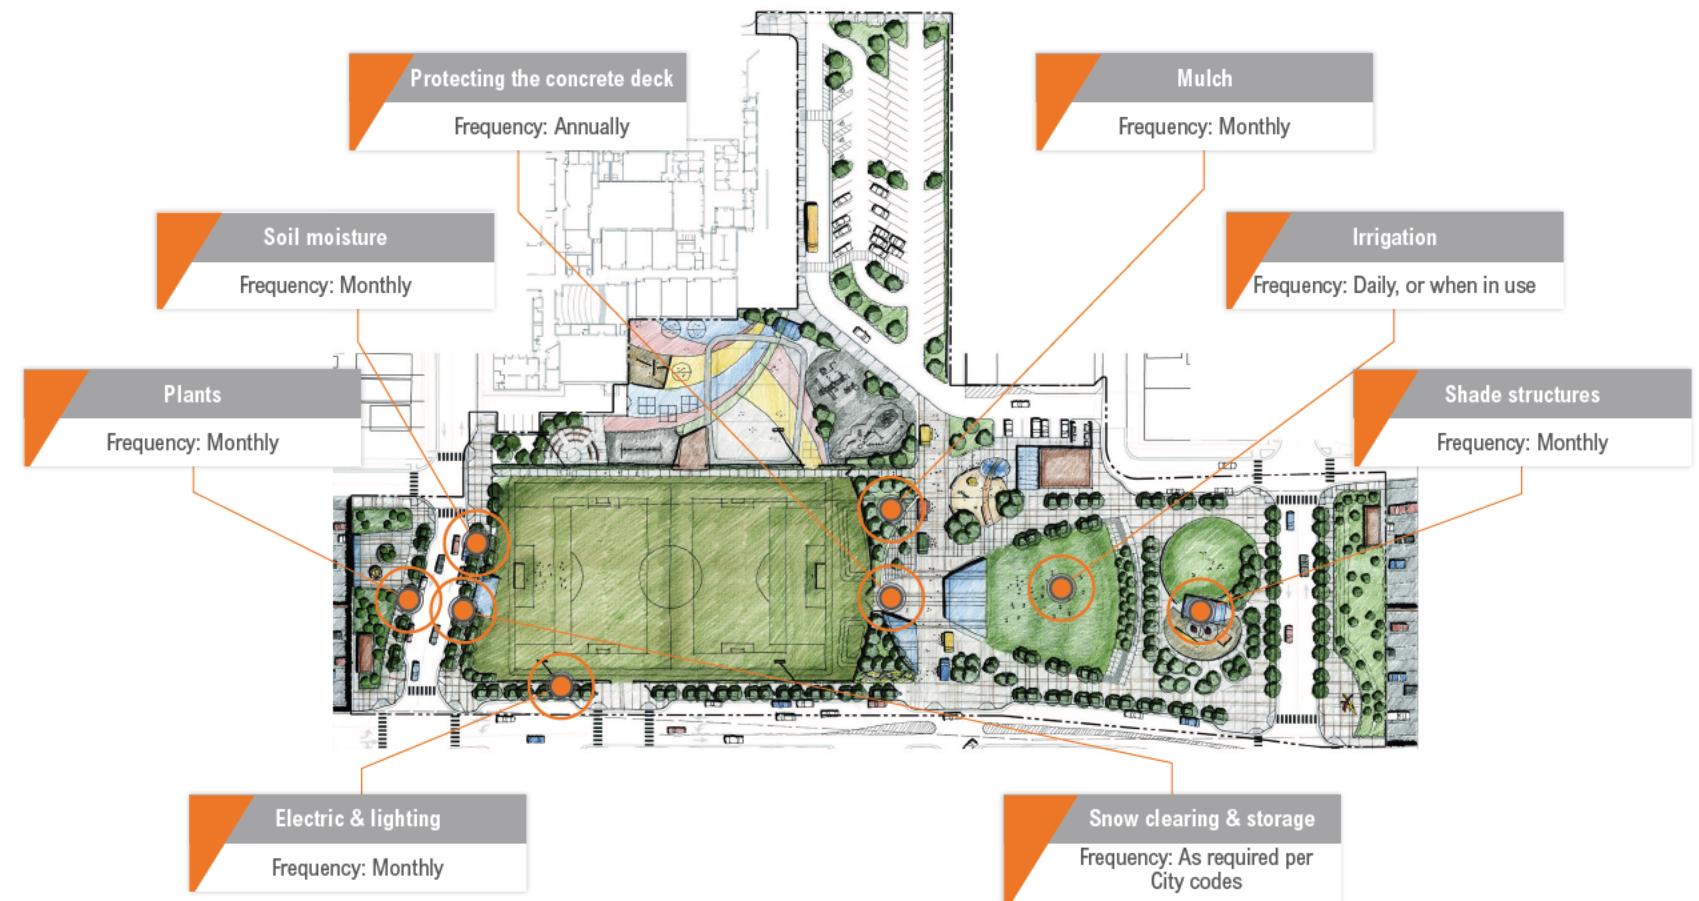 Protecting the concrete deck
Frequency: Annually
Mulch
Frequency: Monthly
Soil moisture
Frequency: Monthly
Irrigation
Frequency: Daily, or when in use
Plants
Frequency: Monthly
Shade structures
Frequency: Monthly
Electric & lighting
Frequency: Monthly
Snow clearing & storage
Frequency: As required per
City codes